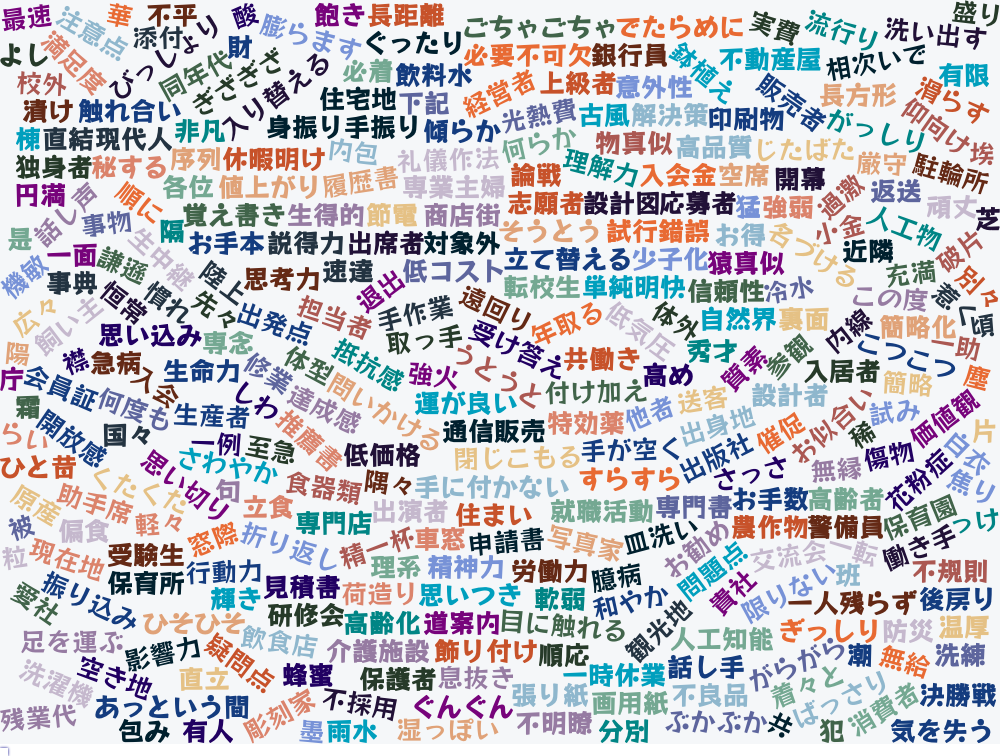 最速
注意点
華
不平
酸
飽き
長距離
ごちゃごちゃ
でたらめに
実費
流行り
洗い出す
盛り
よし
満足度
添付
びっしょり
財
膨らます
ぐったり
必要不可欠
銀行員
鉢植え
不動産屋
相次いで
有限
校外
同年代
ぎざぎざ
入り替える
必着
飲料水
経営者
上級者
意外性
販売者
長方形
滑らす
漬け
触れ合い
住宅地
下記
光熱費
古風
解決策
印刷物
がっしり
仰向け
埃
棟
直結
現代人
非凡
身振り手振り
傾らか
何らか
物真似
高品質
じたばた
厳守
駐輪所
独身者
秘する
序列
休暇明け
内包
礼儀作法
理解力
論戦
入会金
空席
開幕
過激
返送
頑丈
円満
話し声
順に
各位
値上がり
履歴書
専業主婦
志願者
設計図
応募者
猛
強弱
小金
人工物
芝
是
事物
隔
覚え書き
生得的
節電
商店街
そうとう
試行錯誤
お得
名づける
近隣
破片
機敏
一面
謙遜
生中継
お手本
説得力
出席者
対象外
立て替える
少子化
猿真似
充満
別々
事典
恒常
慣れ
陸上
先々
思考力
速達
退出
低コスト
転校生
単純明快
信頼性
冷水
この度
惹く
頃
広々
飼い主
出発点
担当者
手作業
遠回り
年取る
低気圧
体外
自然界
裏面
内線
簡略化
一助
思い込み
専念
取っ手
受け答え
秀才
質素
参観
こつこつ
陽
襟
急病
入会
生命力
修業
体型
抵抗感
強火
うとうと
共働き
高め
入居者
簡略
塵
庁
会員証
何度も
生産者
しわ
達成感
問いかける
運が良い
付け加え
設計者
霜
開放感
国々
推薦書
特効薬
他者
送客
出身地
お似合い
試み
価値観
らい
一例
至急
低価格
通信販売
手が空く
催促
稀
片
ひと昔
思い切り
さわやか
閉じこもる
出版社
さっさ
無縁
傷物
白衣
くたくた
句
食器類
隅々
手に付かない
すらすら
花粉症
焦り
原産
助手席
軽々
立食
専門店
出演者
住まい
就職活動
専門書
お手数
高齢者
保育園
っけ
被
偏食
窓際
折り返し
精一杯
車窓
申請書
写真家
皿洗い
お勧め
農作物
警備員
働き手
粒
現在地
受験生
理系
精神力
労働力
臆病
問題点
交流会
一転
不規則
愛社
振り込み
保育所
行動力
見積書
荷造り
思いつき
軟弱
和やか
貴社
限りない
班
一人残らず
後戻り
輝き
研修会
高齢化
道案内
目に触れる
観光地
人工知能
ぎっしり
防災
温厚
足を運ぶ
ひそひそ
飲食店
影響力
疑問点
介護施設
飾り付け
順応
がらがら
潮
無給
洗練
洗濯機
空き地
直立
蜂蜜
保護者
息抜き
一時休業
話し手
着々と
ばっさり
決勝戦
残業代
あっという間
彫刻家
不採用
ぐんぐん
張り紙
画用紙
不良品
消費者
包み
有人
墨
雨水
湿っぽい
不明瞭
分別
ぶかぶか
共
犯
気を失う